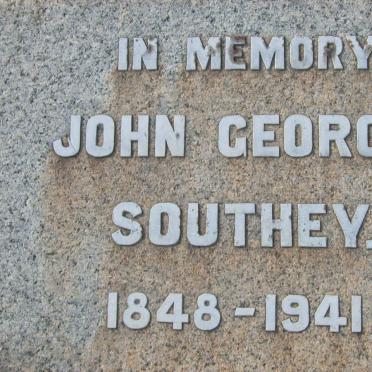 IN MEMORY
JOHN GEORG
SOUTHEY.
1848-1941